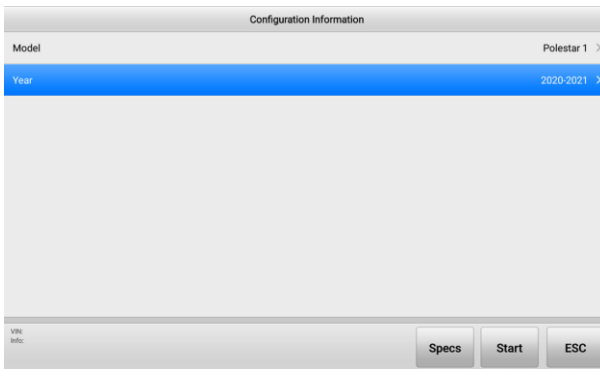 Configuration Information
Model Polestar 1
Year 2020-2021
VIN:
Info:
Specs Start ESC